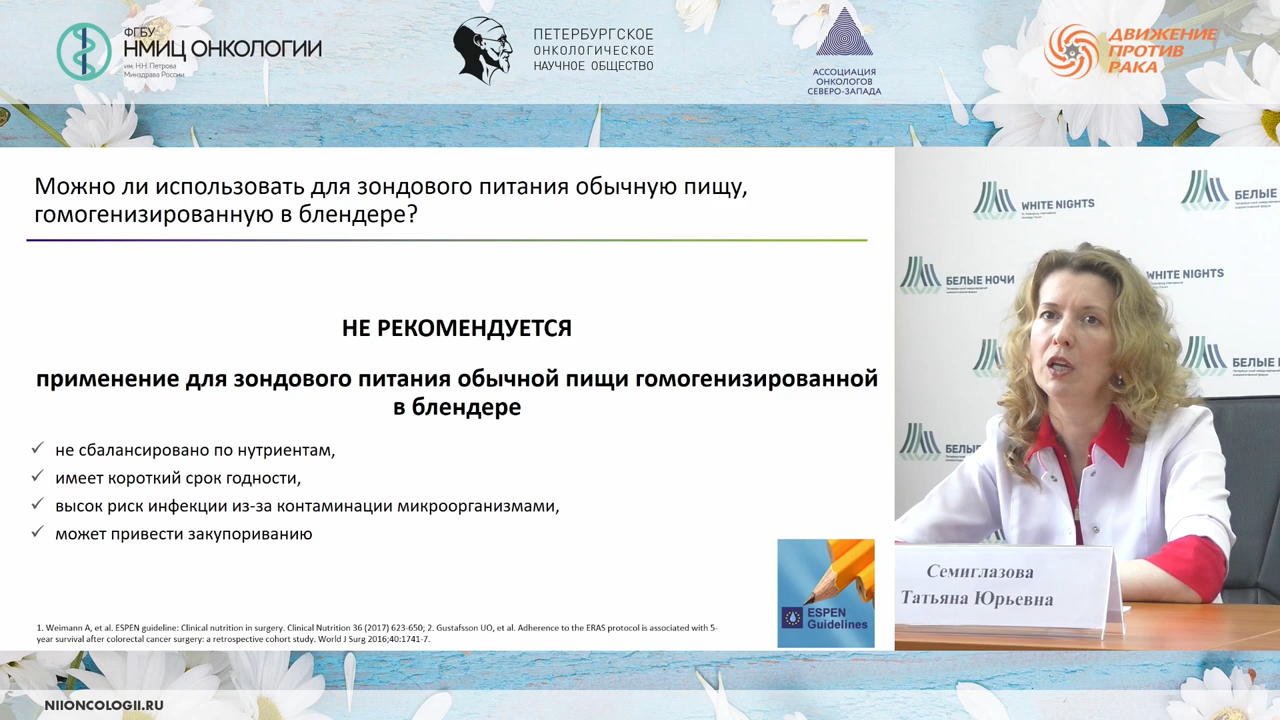 ФГБУ
НМИЦ ОНКОЛОГИИ
им. Н.Н. Петрова
Минздрава России
ПЕТЕРБУРГСКОЕ
ОНКОЛОГИЧЕСКОЕ
НАУЧНОЕ ОБЩЕСТВО
АССОЦИАЦИЯ
ОНКОЛОГОВ
СЕВЕРО-ЗАПАДА
ДВИЖЕНИЕ
ПРОТИВ
РАКА
Можно ли использовать для зондового питания обычную пищу,
гомогенизированную в блендере?
НЕ РЕКОМЕНДУЕТСЯ
применение для зондового питания обычной пищи гомогенизированной
в блендере
✓ не сбалансировано по нутриентам,
✓ имеет короткий срок годности,
✓ высок риск инфекции из-за контаминации микроорганизмами,
✓ может привести закупориванию
ESPEN
Guidelines
1. Weimann A, et al. ESPEN guideline: Clinical nutrition in surgery. Clinical Nutrition 36 (2017) 623-650; 2. Gustafsson UO, et al. Adherence to the ERAS protocol is associated with 5-
year survival after colorectal cancer surgery: a retrospective cohort study. World J Surg 2016;40:1741-7.
WHITE NIGHTS
БЕЛЫЕ
БЕЛЫЕ НОЧИ
WHITE NIGHTS
БЕЛЫЕ
БЕЛЫЕ
Семиглазова
Татьяна Юрьевна
NIIONCOLOGII.RU